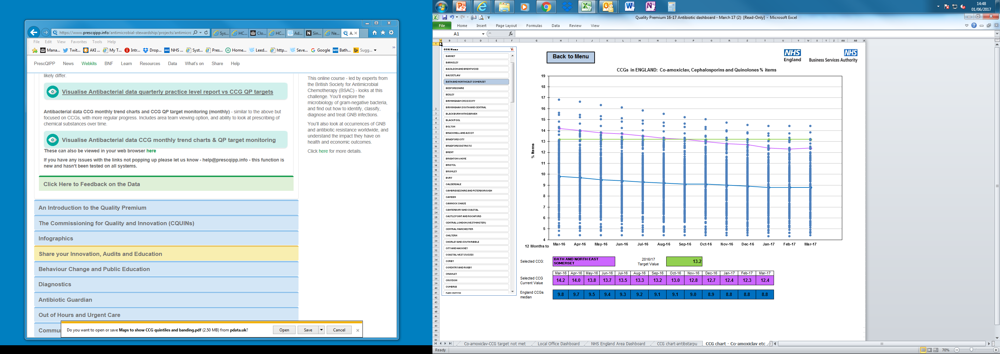 https://www.prescqipp.info/antimicrobial-stewardship/projects/antimicrc
Sys...
HC...
Clo...
HC...
Ad...
Sin...
Ne...
A.
File Edit View Favorites Tools Help
Mana... Twit... AKI ... My T... Intr... Drop... NHS ... Syst... Pres... Home... Leed... http... Seve... Google Bath... Sugg...
PrescQIPP News Webkits BNF Learn Resources Data What's on Share Help
likely differ.
Visualise Antibacterial data quarterly practice level report vs CCG QP targets
Antibacterial data CCG monthly trend charts and CCG QP target monitoring (monthly) - similar to the above but
focused on CCGs, with more regular progress. Includes area team viewing option, and ability to look at prescribing of
chemical substances over time.
Visualise Antibacterial data CCG monthly trend charts & QP target monitoring
These can also be viewed in your web browser here
If you have any issues with the links not popping up please let us know - help@prescqipp.info - this function is
new and hasn't been tested on all systems.
Click Here to Feedback on the Data
An Introduction to the Quality Premium
The Commissioning for Quality and Innovation (CQUINs)
Infographics
Share your Innovation, Audits and Education
Behaviour Change and Public Education
Diagnostics
Antibiotic Guardian
Out of Hours and Urgent Care
Commu
This online course - led by experts from
the British Society for Antimicrobial
Chemotherapy (BSAC) - looks at this
challenge. You'll explore the
microbiology of gram-negative bacteria,
and find out how to identify, classify,
diagnose and treat GNB infections.
You'll also look at occurrences of GNB
and antibiotic resistance worldwide, and
understand the impact they have on
health and economic outcomes.
Click here for more details.
Do you want to open or save Maps to show CCG quintiles and banding.pdf (2.50 MB) from pdata.uk?
Open Save Cancel
14:48
01/06/2017
Quality Premium 16-17 Antibiotic dashboard - March 17 (2) [Read-Only] - Microsoft Excel
File Home Insert Page Layout Formulas Data Review View
A1
fx
CCG Name
BARNET
BARNSLEY
BASILDON AND BRENTWOOD
BASSETLAW
BATH AND NORTH EAST SOMERSET
BEDFORDSHIRE
BEXLEY
BIRMINGHAM CROSSCITY
BIRMINGHAM SOUTH AND CENTRAL
BLACKBURN WITH DARWEN
BLACKPOOL
BOLTON
BRACKNELL AND ASCOT
BRADFORD CITY
BRADFORD DISTRICTS
BRENT
BRIGHTON & HOVE
BRISTOL
BROMLEY
BURY
CALDERDALE
CAMBRIDGESHIRE AND PETERBOROUGH
CAMDEN
CANNOCK CHASE
CANTERBURY AND COASTAL
CASTLE POINT AND ROCHFORD
CENTRAL LONDON (WESTMINSTER)
CENTRAL MANCHESTER
CHILTERN
CHORLEY AND SOUTH RIBBLE
CITY AND HACKNEY
COASTAL WEST SUSSEX
CORBY
COVENTRY AND RUGBY
CRAWLEY
CROYDON
CUMBRIA
DARLINGTON
Back to Menu
NHS
England
NHS
Business Services Authority
CCGs in ENGLAND: Co-amoxiclav, Cephalosporins and Quinolones % items
% Items
19
18
17
16
15
14
13
12
11
10
9
8
7
6
5
4
12 Months to
Mar-16 Apr-16 May-16 Jun-16 Jul-16 Aug-16 Sep-16 Oct-16 Nov-16 Dec-16 Jan-17 Feb-17 Mar-17
Selected CCG:
BATH AND NORTH EAST
SOMERSET
2016/17
Target Value
13.2
Mar-16 Apr-16 May-16 Jun-16 Jul-16 Aug-16 Sep-16 Oct-16 Nov-16 Dec-16 Jan-17 Feb-17 Mar-17
Selected CCG
Current Value
14.2 14.0 13.8 13.7 13.5 13.3 13.2 13.0 12.8 12.7 12.4 12.3 12.4
England CCGs
median
9.8 9.7 9.5 9.4 9.3 9.2 9.1 9.1 9.0 8.9 8.8 8.8 8.8
Co-amoxiclav-CCG target not met
Local Office Dashboard
NHS England Area Dashboard
CCG chart-antibstarpu
CCG chart - Co-amoxiclav etc
Ready
70%